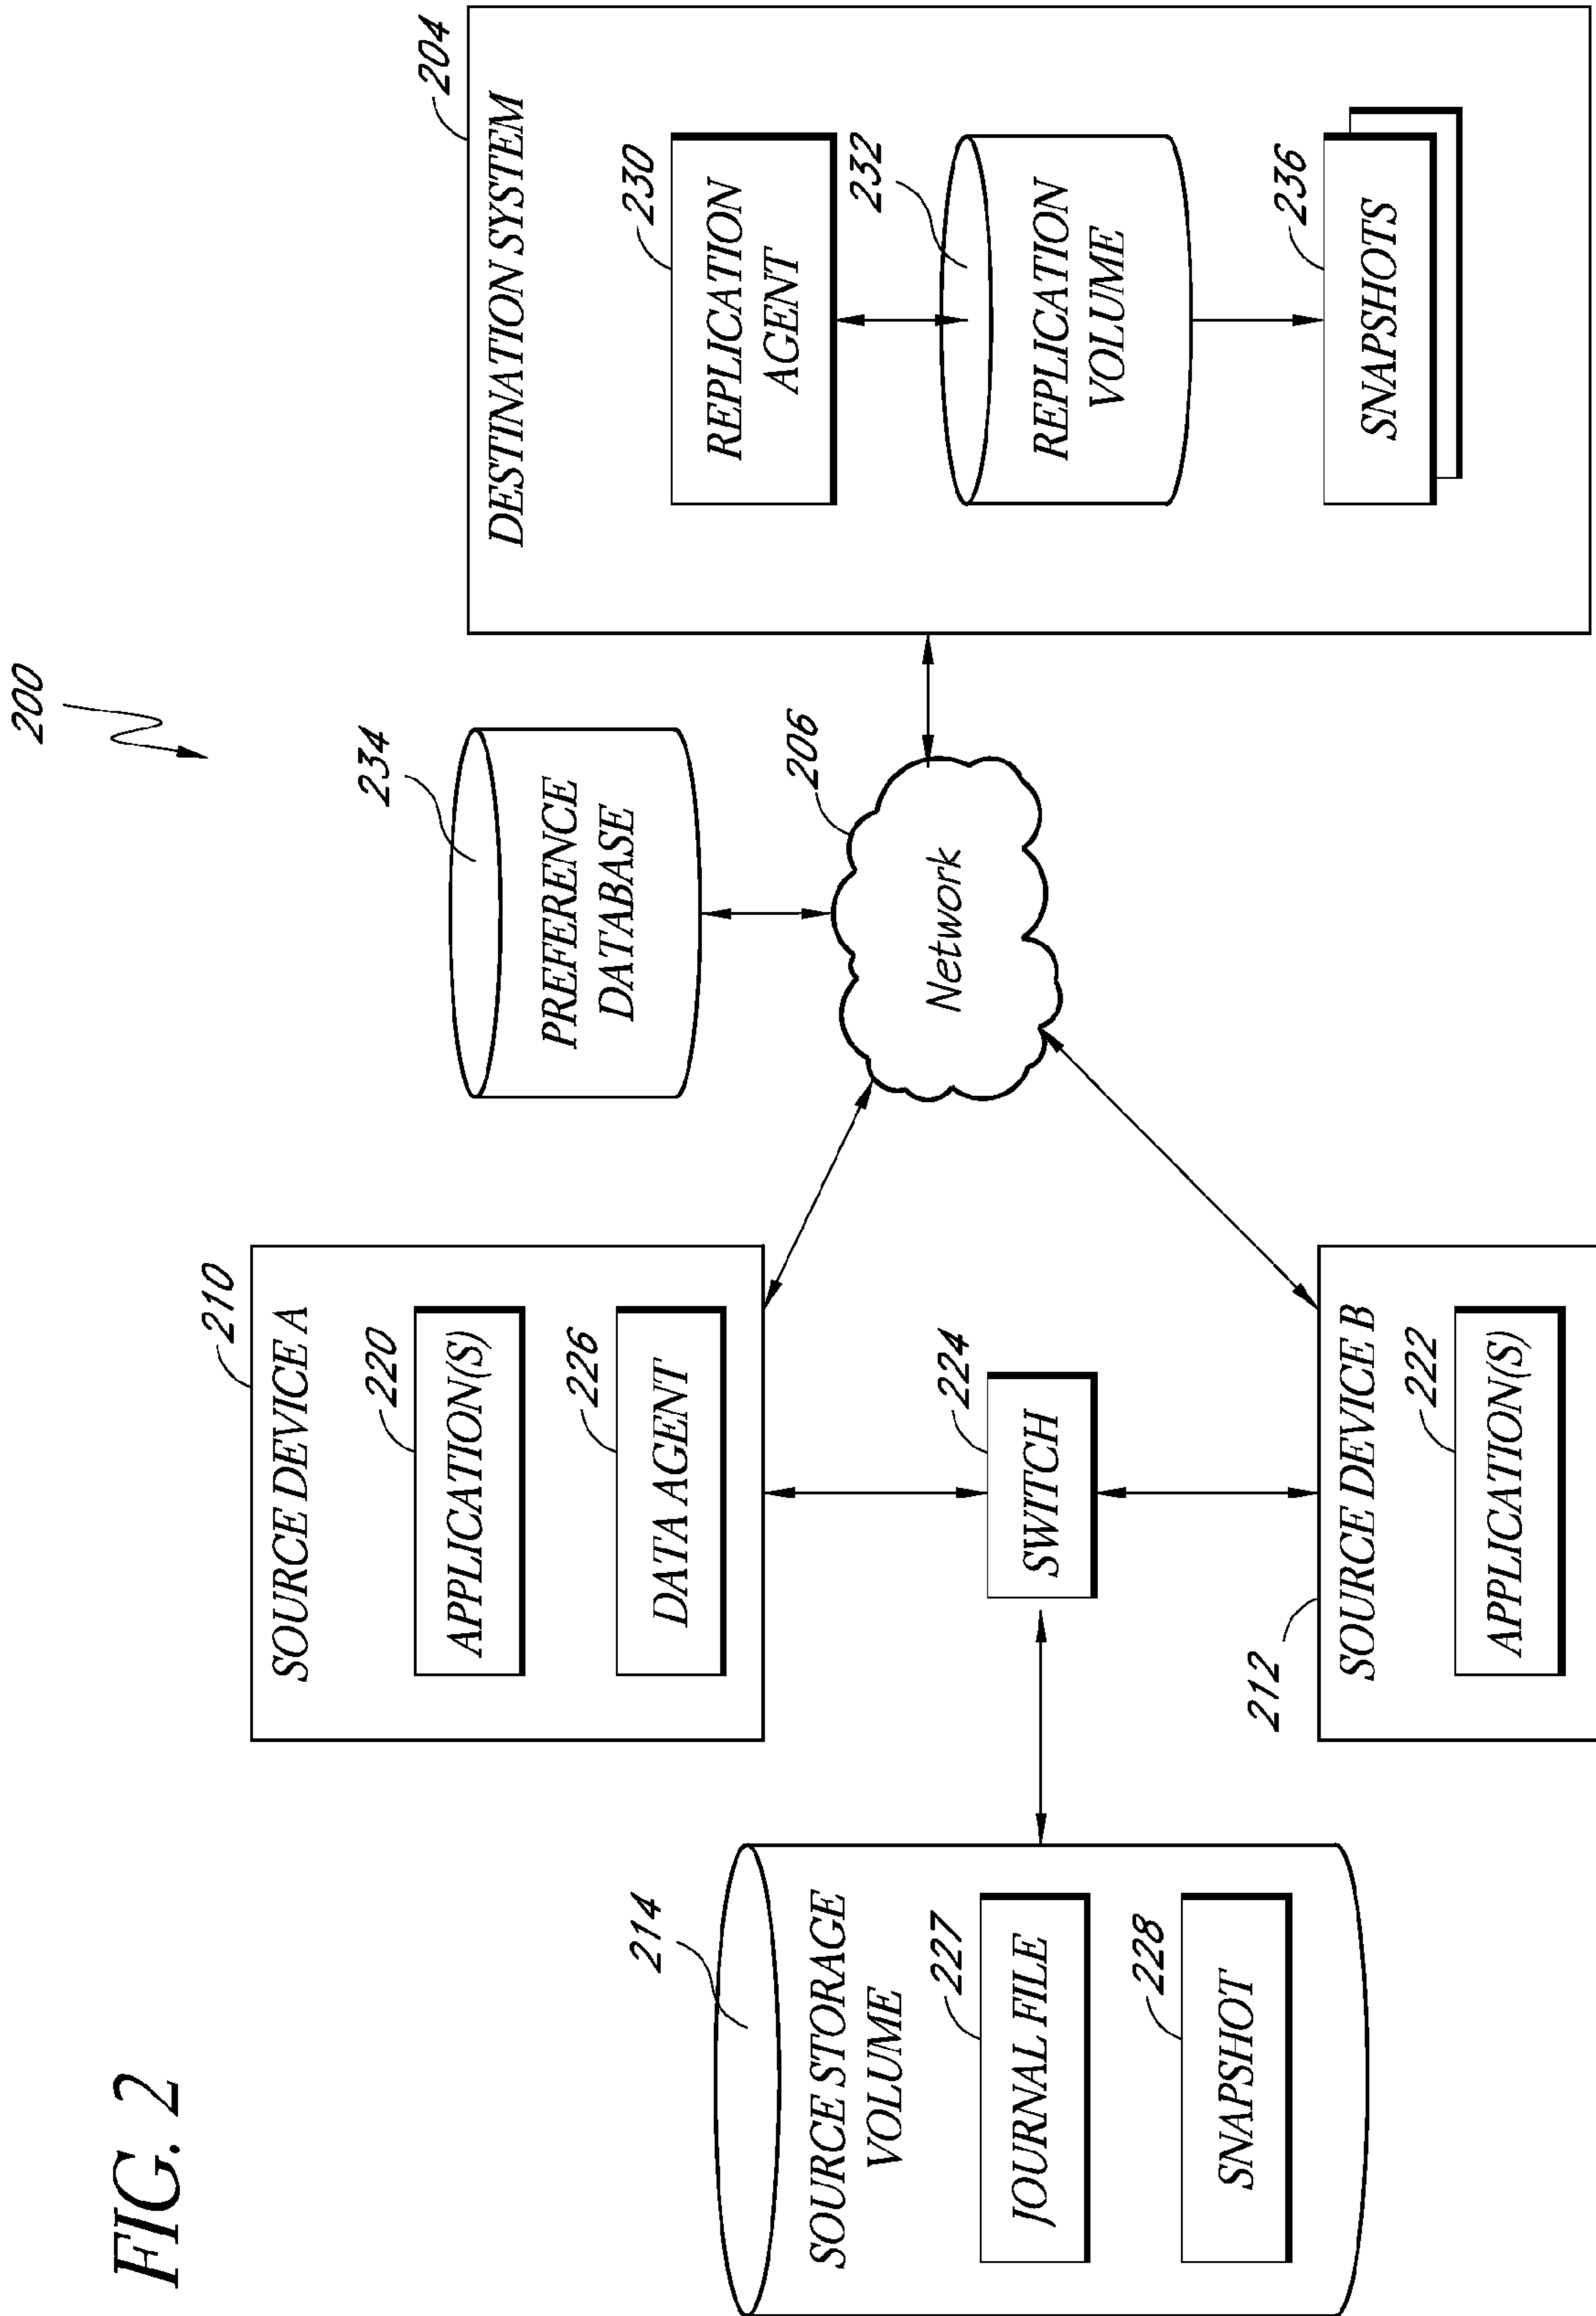 FIG. 2
200
214
SOURCE STORAGE
VOLUME
227
JOURNAL FILE
228
SNAPSHOT
210
SOURCE DEVICE A
220
APPLICATION(S)
226
DATA AGENT
224
SWITCH
212
SOURCE DEVICE B
222
APPLICATION(S)
234
PREFERENCE
DATABASE
206
Network
204
DESTINATION SYSTEM
230
REPLICATION
AGENT
232
REPLICATION
VOLUME
236
SNAPSHOTS